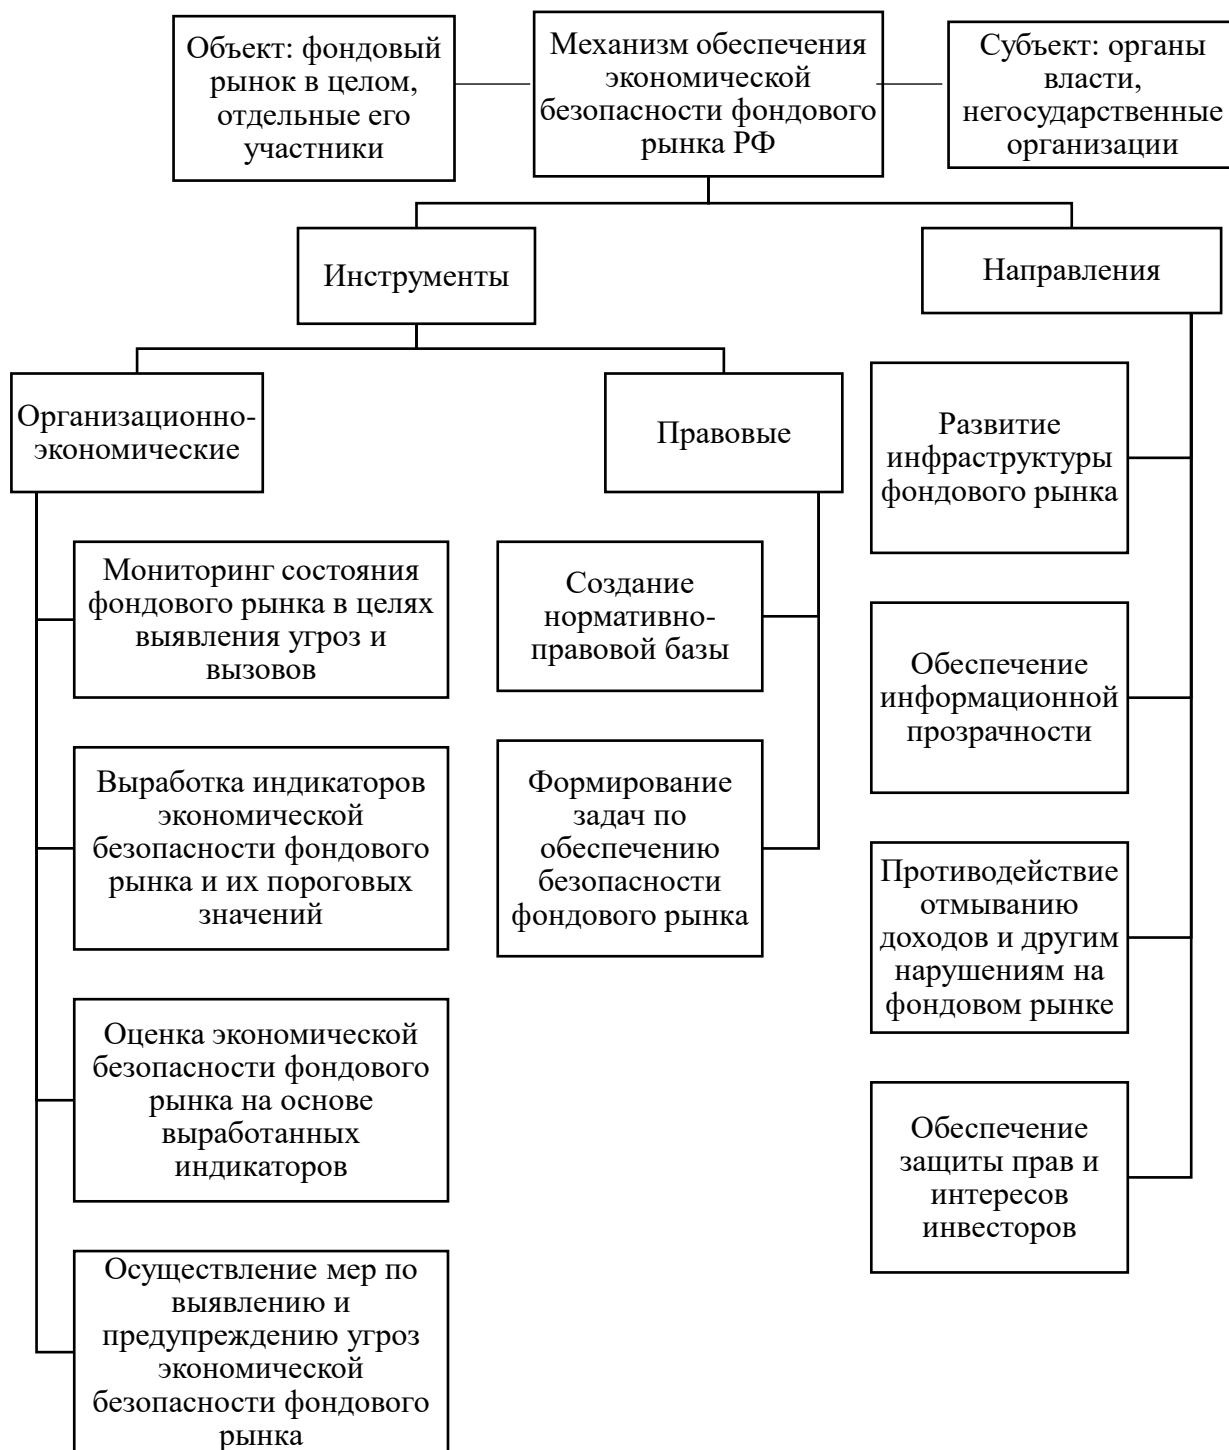 Объект: фондовый
рынок в целом,
отдельные его
участники
Механизм обеспечения
экономической
безопасности фондового
рынка РФ
Субъект: органы
власти,
негосударственные
организации
Инструменты
Направления
Организационно-
экономические
Правовые
Мониторинг состояния
фондового рынка в целях
выявления угроз и
вызовов
Выработка индикаторов
экономической
безопасности фондового
рынка и их пороговых
значений
Оценка экономической
безопасности фондового
рынка на основе
выработанных
индикаторов
Осуществление мер по
выявлению и
предупреждению угроз
экономической
безопасности фондового
рынка
Создание
нормативно-
правовой базы
Формирование
задач по
обеспечению
безопасности
фондового рынка
Развитие
инфраструктуры
фондового рынка
Обеспечение
информационной
прозрачности
Противодействие
отмыванию
доходов и другим
нарушениям на
фондовом рынке
Обеспечение
защиты прав и
интересов
инвесторов